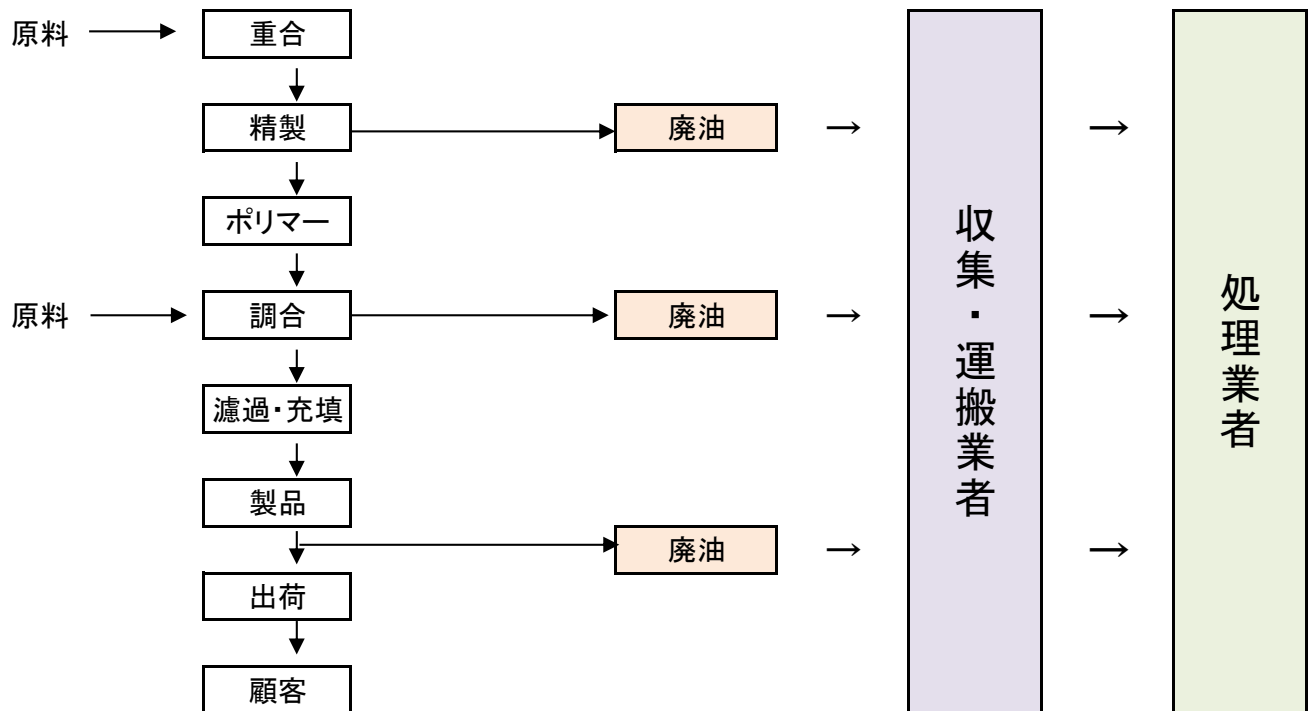 原料
重合
精製
廃油
ポリマー
原料
調合
廃油
濾過・充填
製品
廃油
出荷
顧客
収集・運搬業者
処理業者